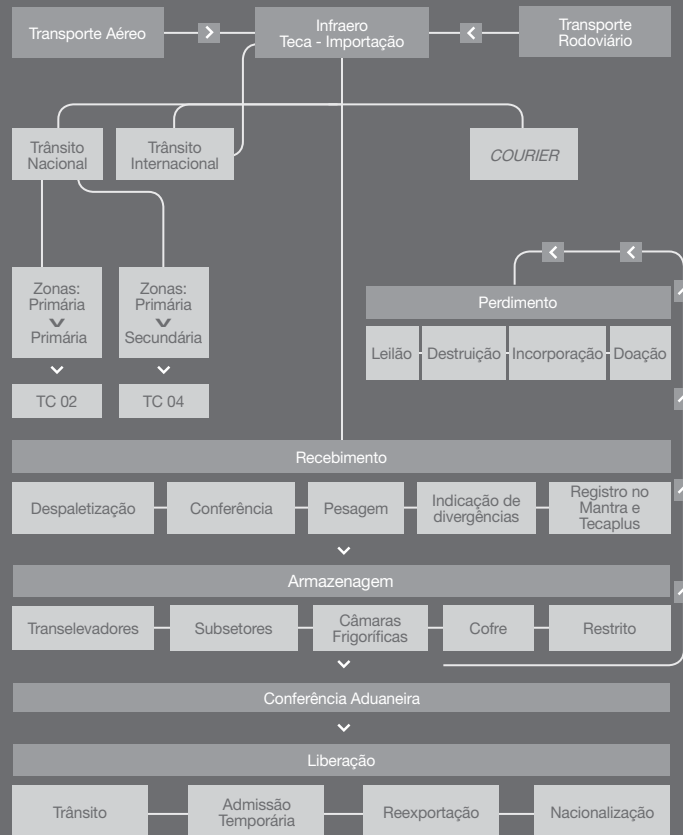 Transporte Aéreo
Infraero
Teca - Importação
Transporte
Rodoviário
Trânsito
Nacional
Trânsito
Internacional
COURIER
Zonas:
Primária
Primária
Zonas:
Primária
Secundária
TC 02
TC 04
Perdimento
Leilão
Destruição
Incorporação
Doação
Recebimento
Despaletização
Conferência
Pesagem
Indicação de
divergências
Registro no
Mantra e
Tecaplus
Armazenagem
Transelevadores
Subsetores
Câmaras
Frigoríficas
Cofre
Restrito
Conferência Aduaneira
Liberação
Trânsito
Admissão
Temporária
Reexportação
Nacionalização